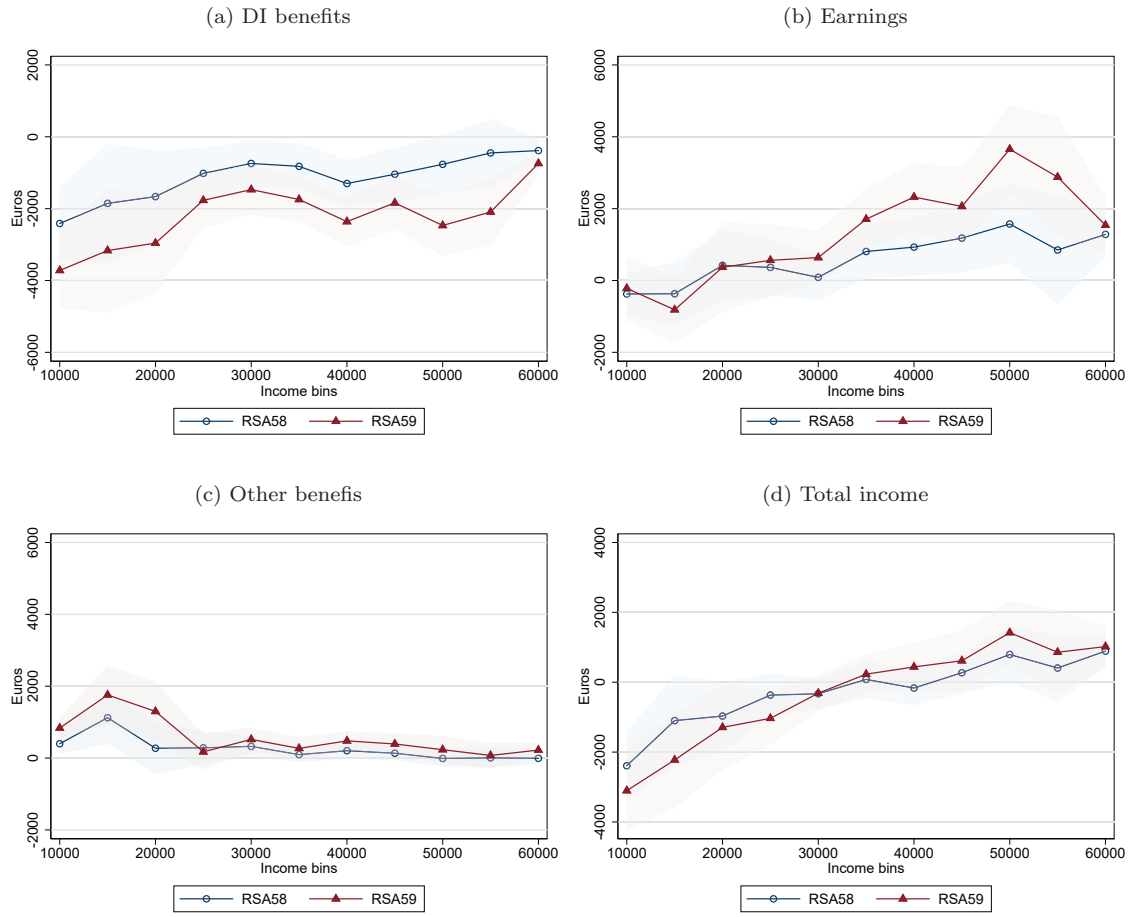 (a) DI benefits
2000
0
-2000
-4000
-6000
Euros
10000 20000 30000 40000 50000 60000
Income bins
RSA58 RSA59
(b) Earnings
6000
4000
2000
0
-2000
Euros
10000 20000 30000 40000 50000 60000
Income bins
RSA58 RSA59
(c) Other benefis
6000
4000
2000
0
-2000
Euros
10000 20000 30000 40000 50000 60000
Income bins
RSA58 RSA59
(d) Total income
4000
2000
0
-2000
-4000
Euros
10000 20000 30000 40000 50000 60000
Income bins
RSA58 RSA59